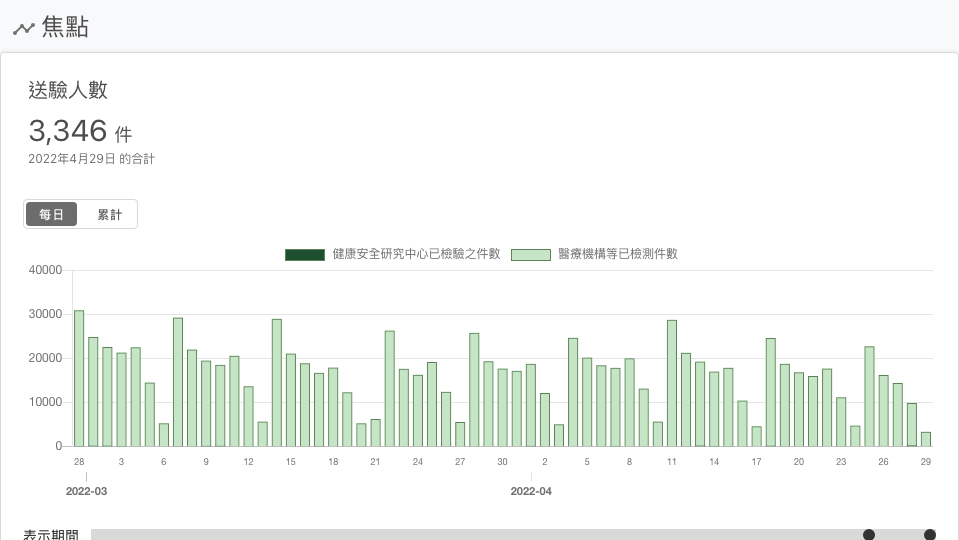 焦點
送驗人數
3,346 件
2022年4月29日 的合計
每日 累計
健康安全研究中心已檢驗之件數 醫療機構等已檢測件數
40000
30000
20000
10000
0
28 3 6 9 12 15 18 21 24 27 30 2 5 8 11 14 17 20 23 26 29
2022-03 2022-04
表示期間